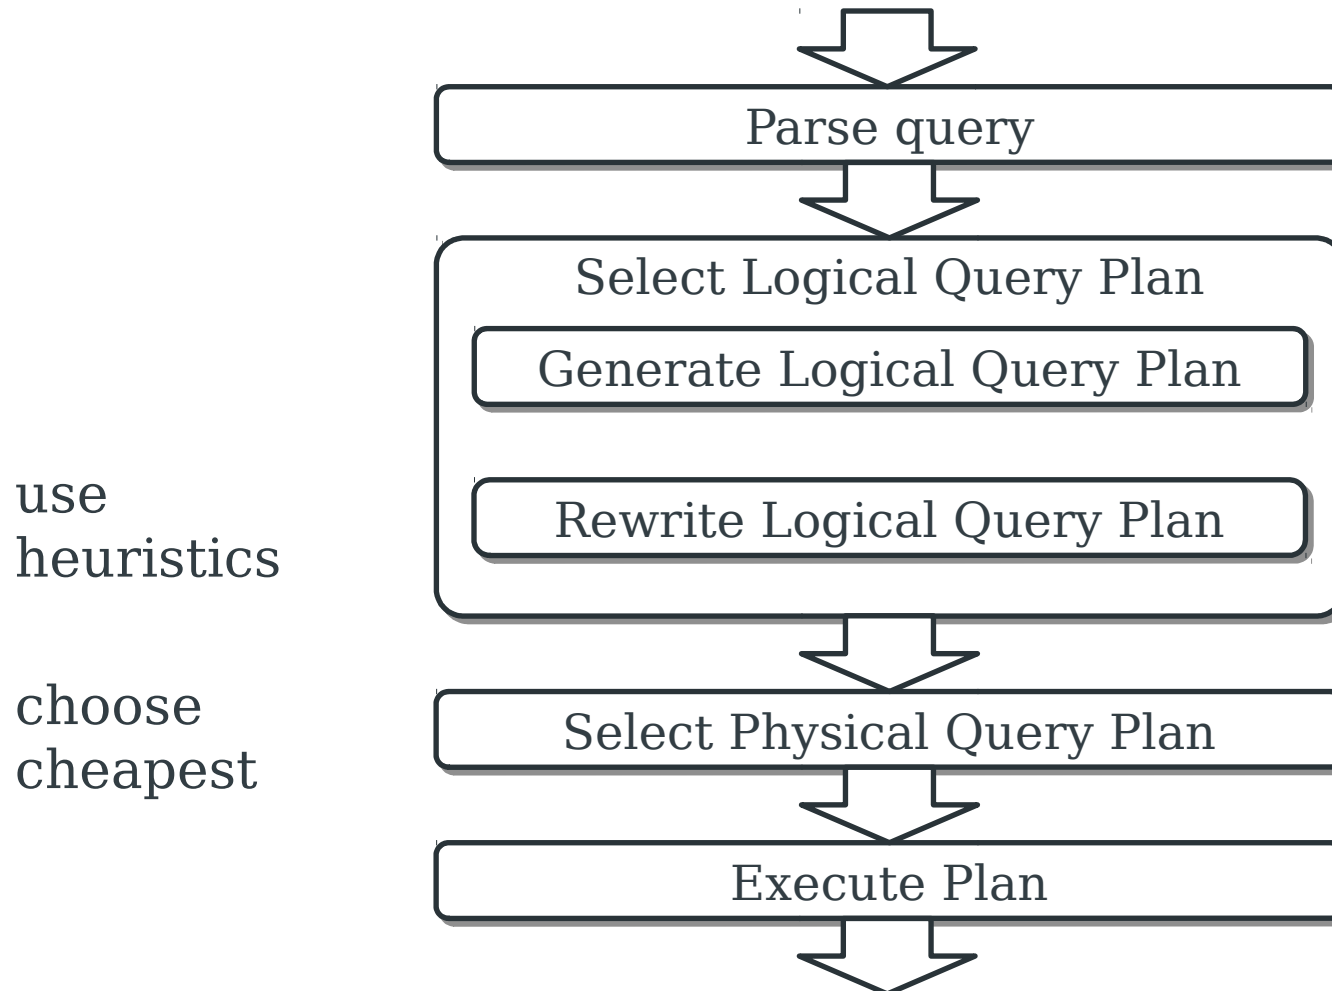 Parse query
Select Logical Query Plan
Generate Logical Query Plan
use
heuristics
Rewrite Logical Query Plan
choose
cheapest
Select Physical Query Plan
Execute Plan